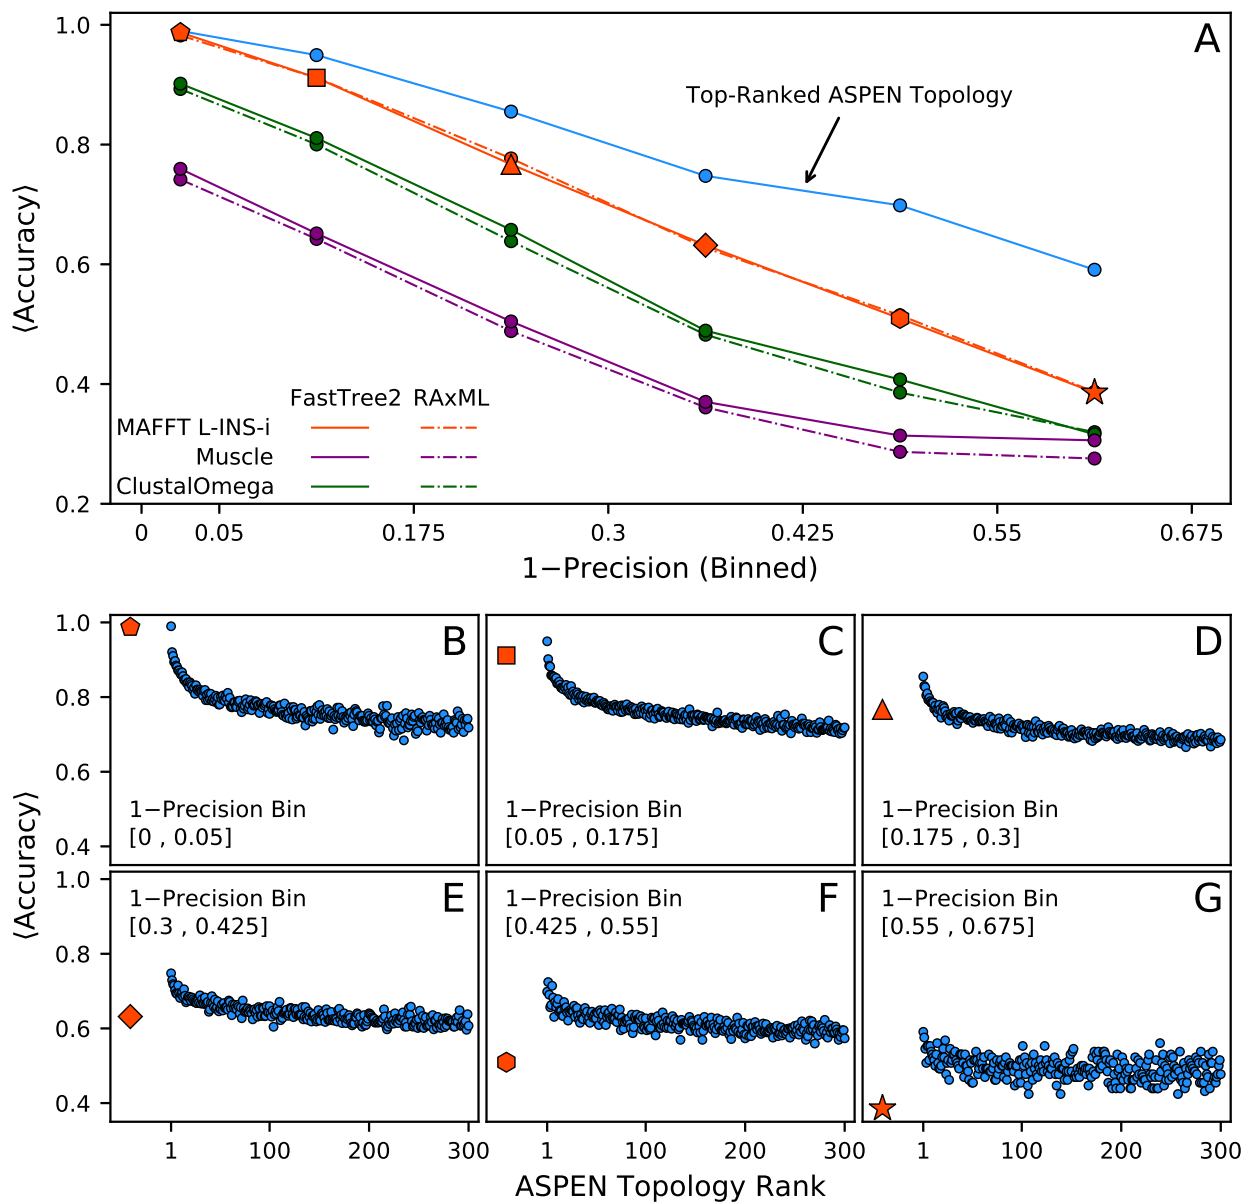 A
Top-Ranked ASPEN Topology
1.0
0.8
0.6
0.4
0.2
⟨Accuracy⟩
FastTree2 RAxML
MAFFT L-INS-i
Muscle
ClustalOmega
0 0.05 0.175 0.3 0.425 0.55 0.675
1−Precision (Binned)
⟨Accuracy⟩
1.0
0.8
0.6
0.4
B
1−Precision Bin
[0 , 0.05]
C
1−Precision Bin
[0.05 , 0.175]
D
1−Precision Bin
[0.175 , 0.3]
1.0
0.8
0.6
0.4
1−Precision Bin
[0.3 , 0.425]
E
1−Precision Bin
[0.425 , 0.55]
F
1−Precision Bin
[0.55 , 0.675]
G
1 100 200 300 1 100 200 300 1 100 200 300
ASPEN Topology Rank